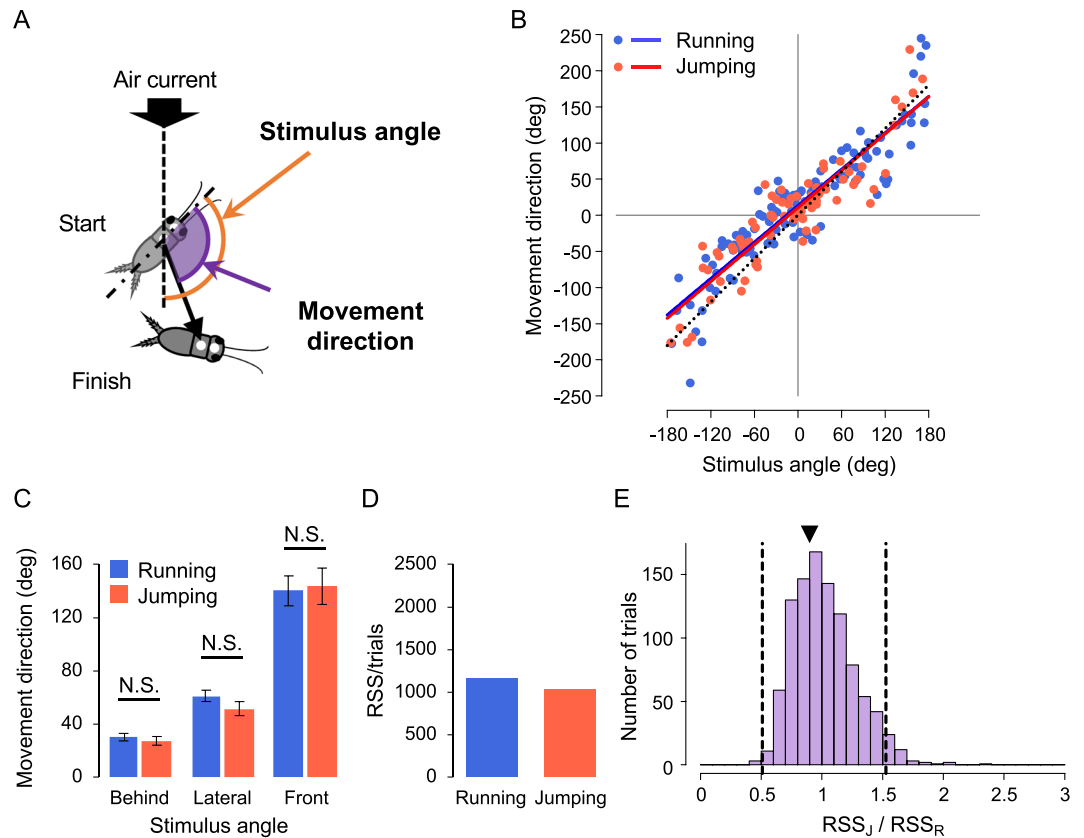 A
Air current
Stimulus angle
Start
Movement
direction
Finish
B
Running
Jumping
Movement direction (deg)
250
200
150
100
50
0
-50
-100
-150
-200
-250
-180 -120 -60 0 60 120 180
Stimulus angle (deg)
C
Movement direction (deg)
160
120
80
40
0
Running
Jumping
N.S.
N.S.
N.S.
Behind Lateral Front
Stimulus angle
D
RSS/trials
2500
2000
1500
1000
500
0
Running Jumping
E
Number of trials
150
100
50
0
0 0.5 1 1.5 2 2.5 3
RSSJ / RSSR